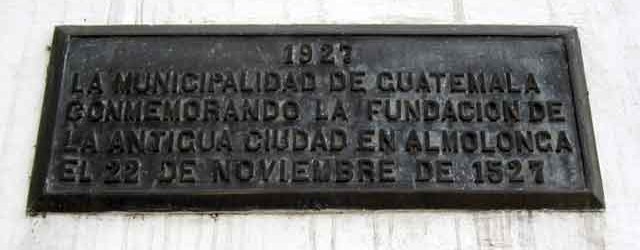 1927
LA MUNICIPALIDAD DE GUATEMALA
CONMEMORANDO LA FUNDACION DE
LA ANTIGUA CIUDAD EN ALMOLONGA
EL 22 DE NOVIEMBRE DE 1527